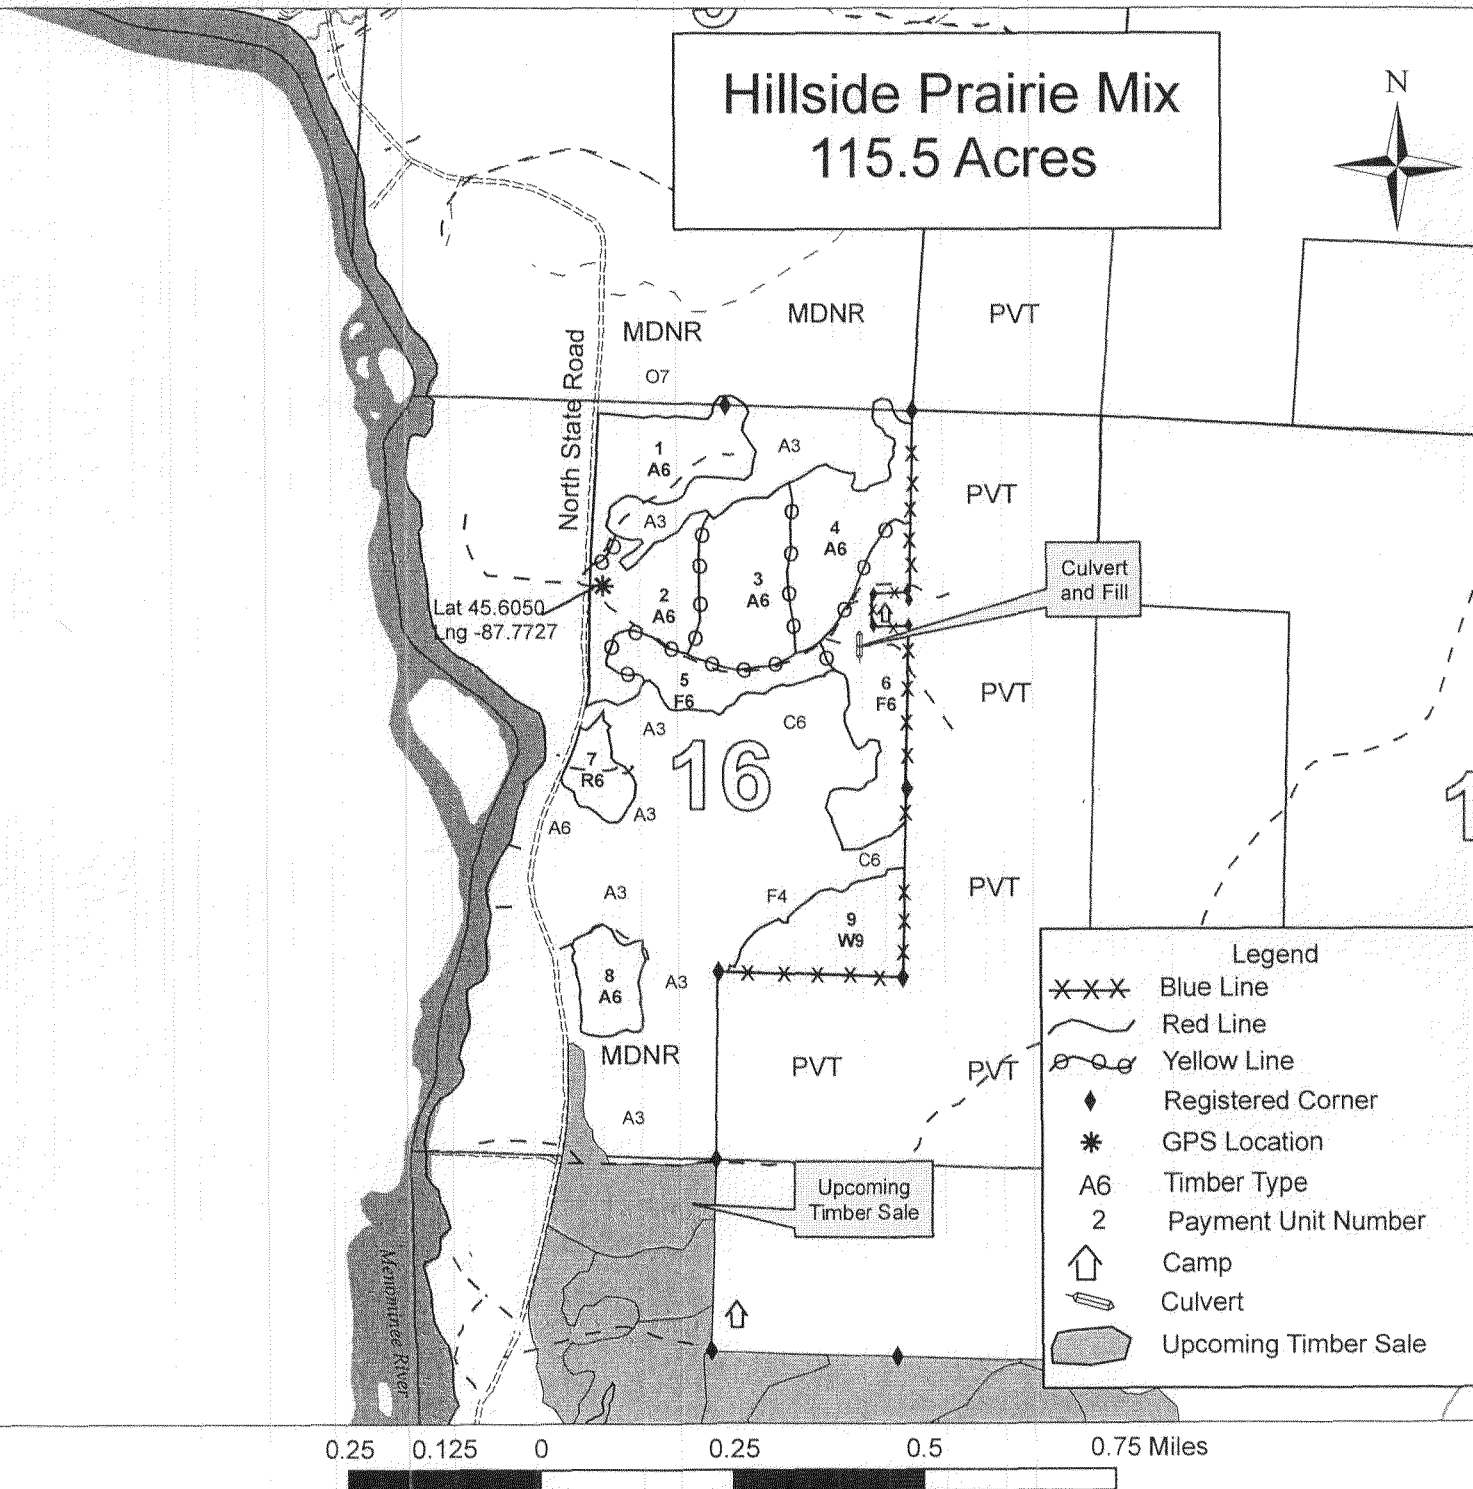 Hillside Prairie Mix
115.5 Acres
N
MDNR
MDNR
PVT
O7
North State Road
1
A6
A3
PVT
A3
4
A6
Culvert
and Fill
2
A6
3
A6
Lat 45.6050
Lng -87.7727
5
F6
6
F6
PVT
A3
C6
16
7
R6
A3
A6
C6
PVT
A3
F4
9
W9
8
A6
A3
MDNR
PVT
PVT
A3
Upcoming
Timber Sale
Menominee River
Legend
Blue Line
Red Line
Yellow Line
Registered Corner
GPS Location
A6 Timber Type
2 Payment Unit Number
Camp
Culvert
Upcoming Timber Sale
0.25 0.125 0 0.25 0.5 0.75 Miles